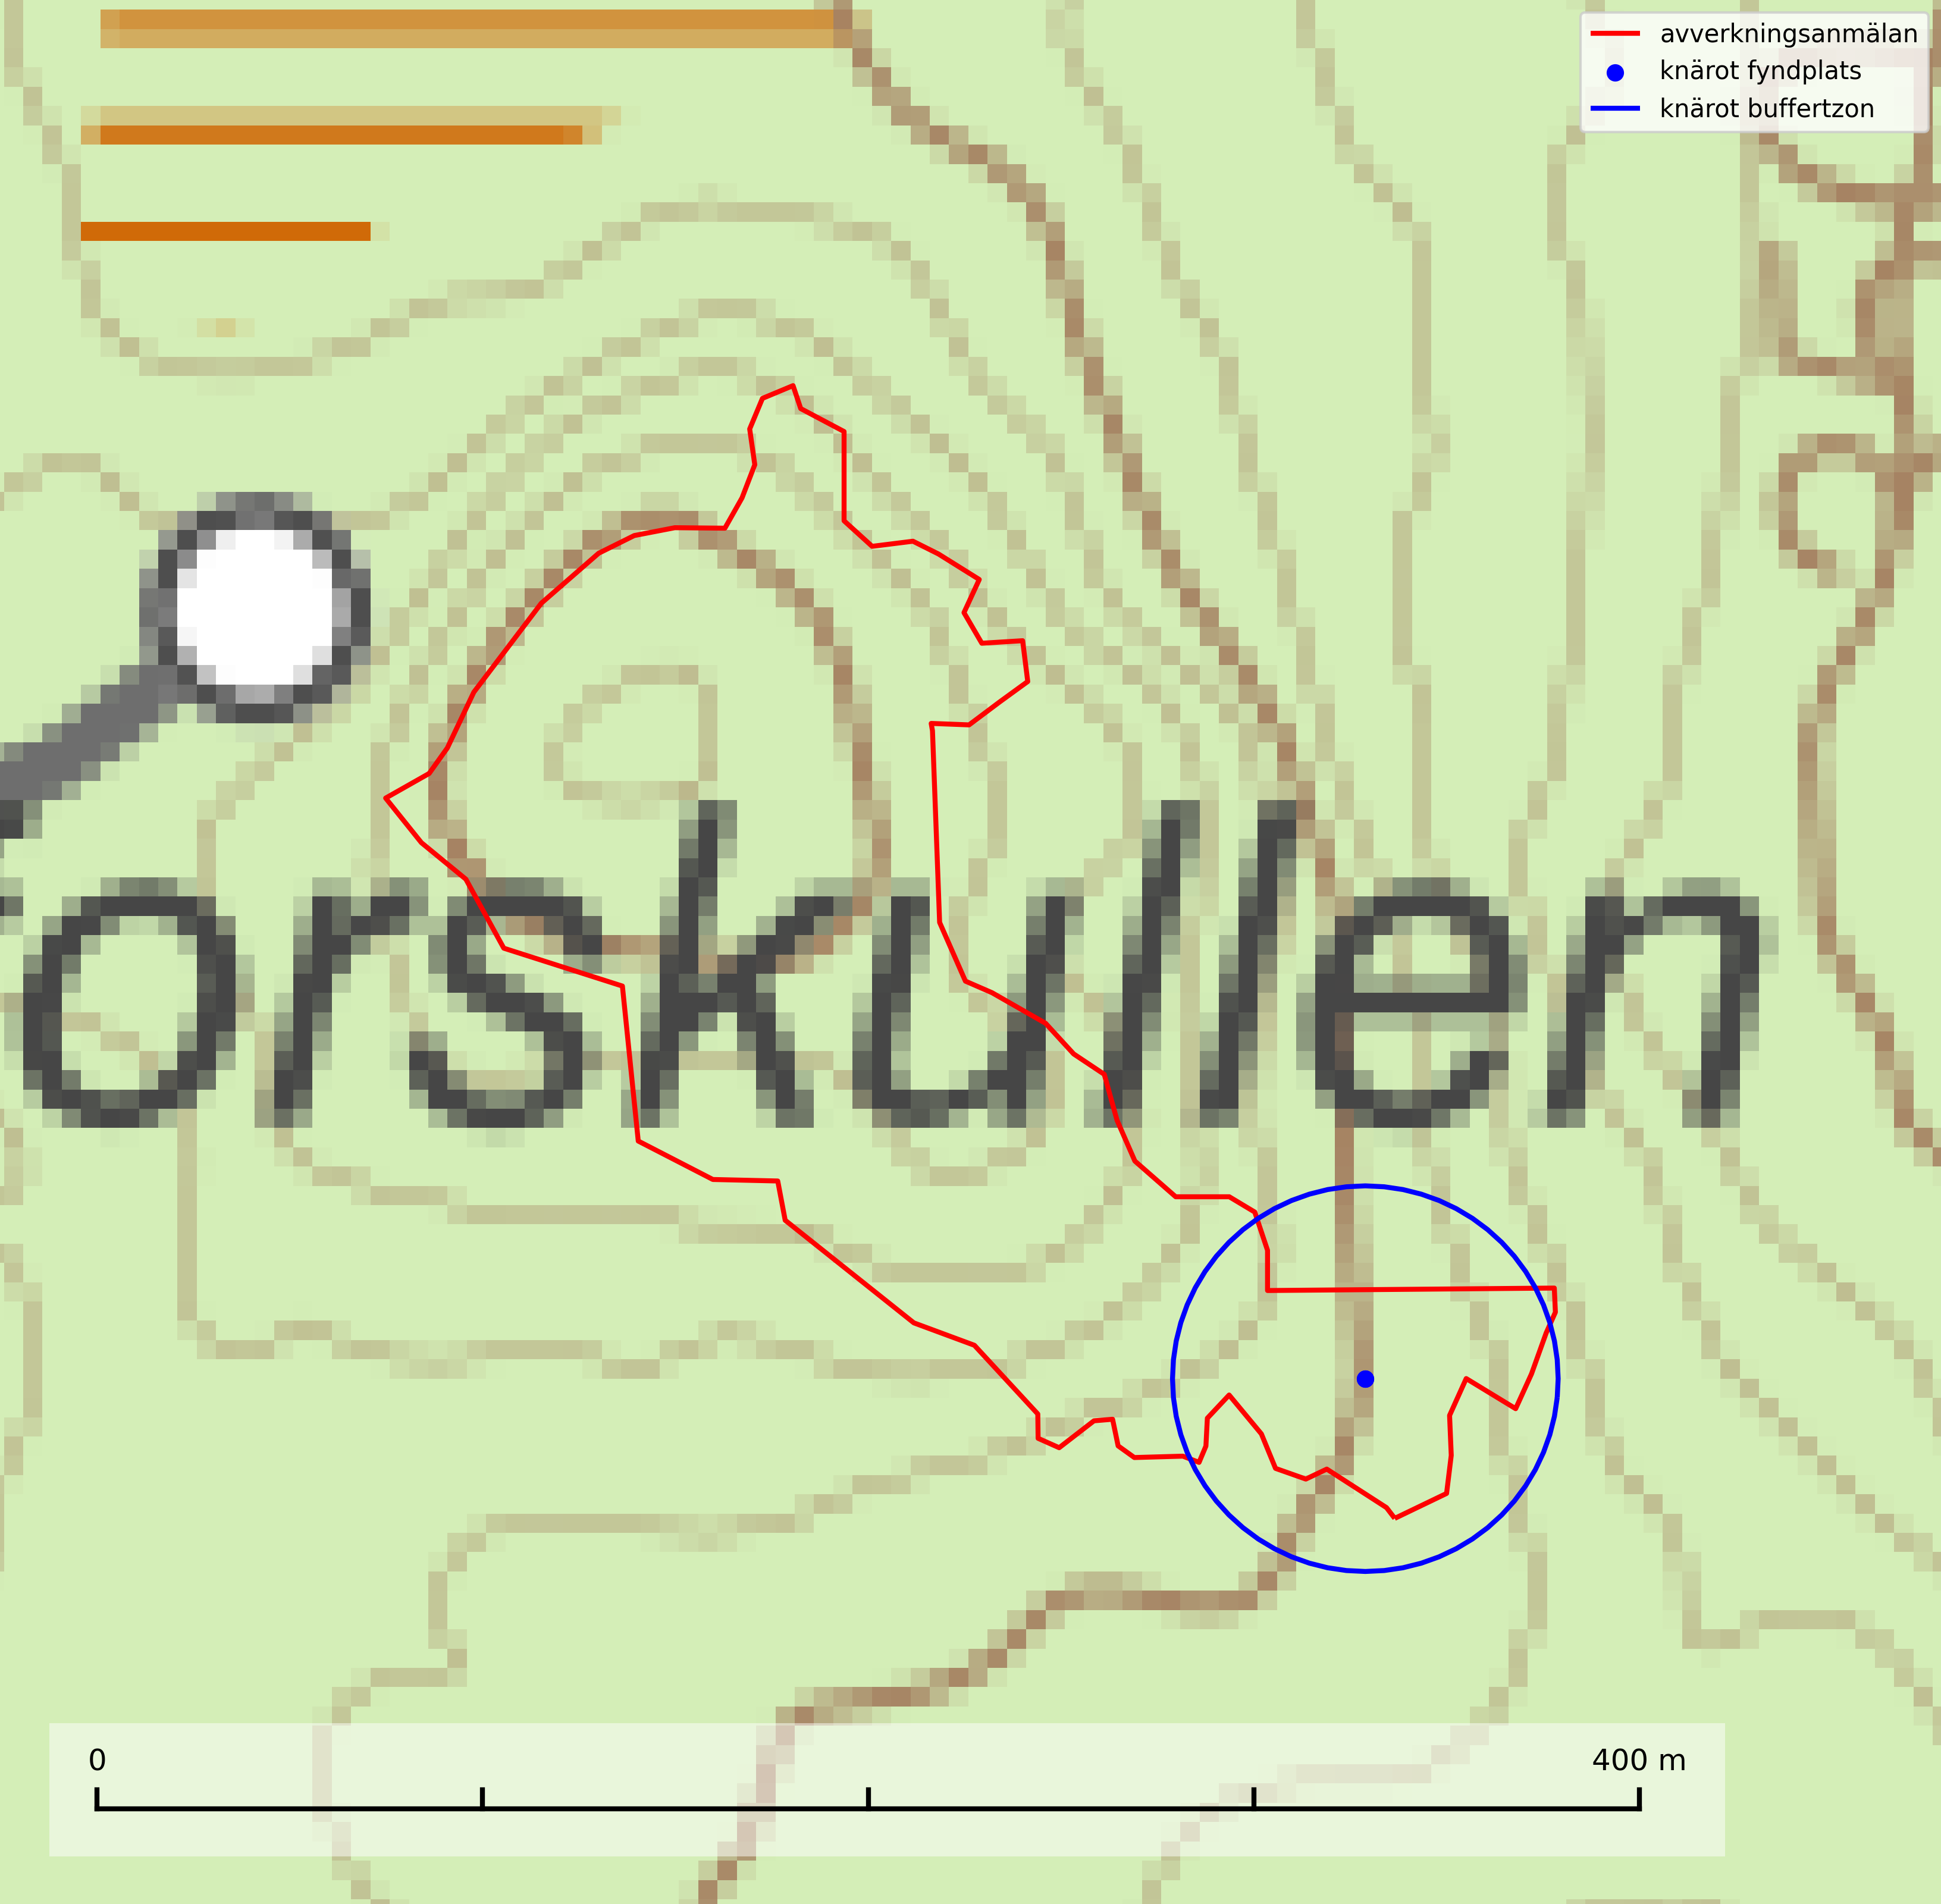 avverkningsanmälan
knärot fyndplats
knärot buffertzon
orskullen
0 400 m